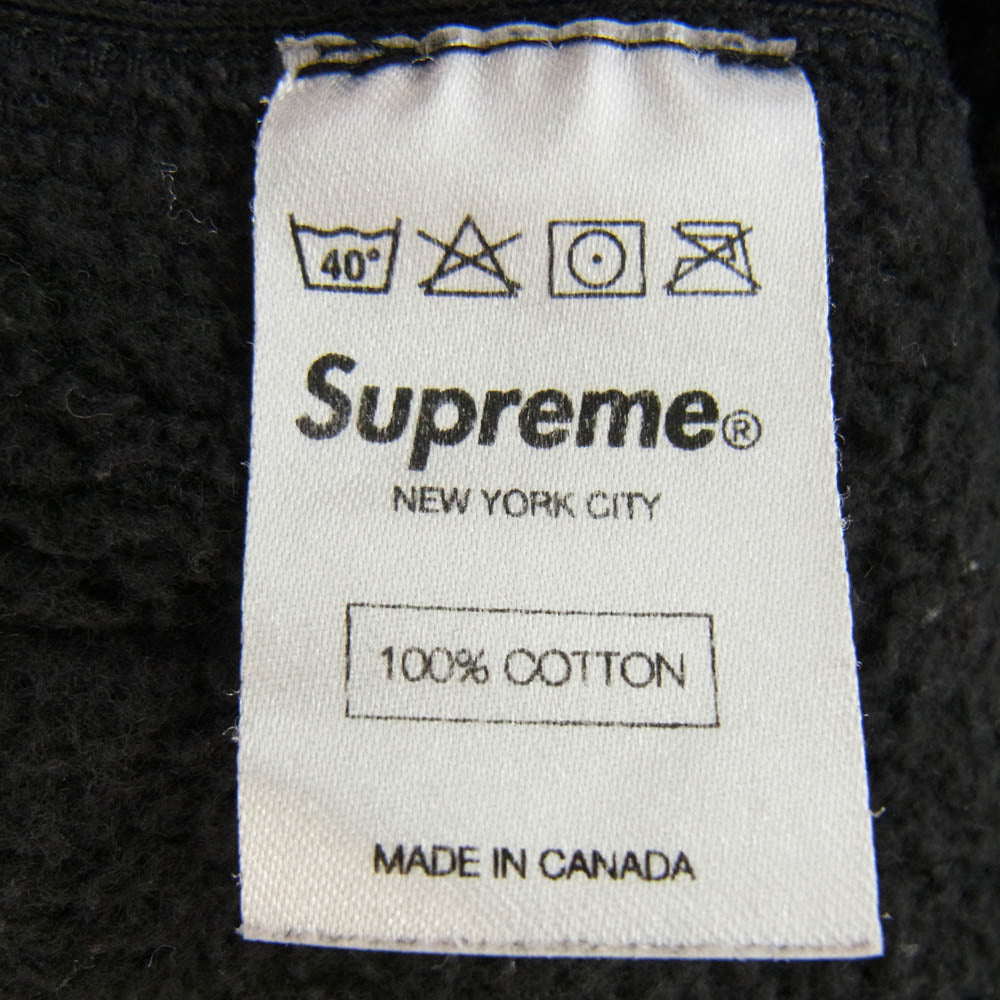 40°
Supreme®
NEW YORK CITY
100% COTTON
MADE IN CANADA